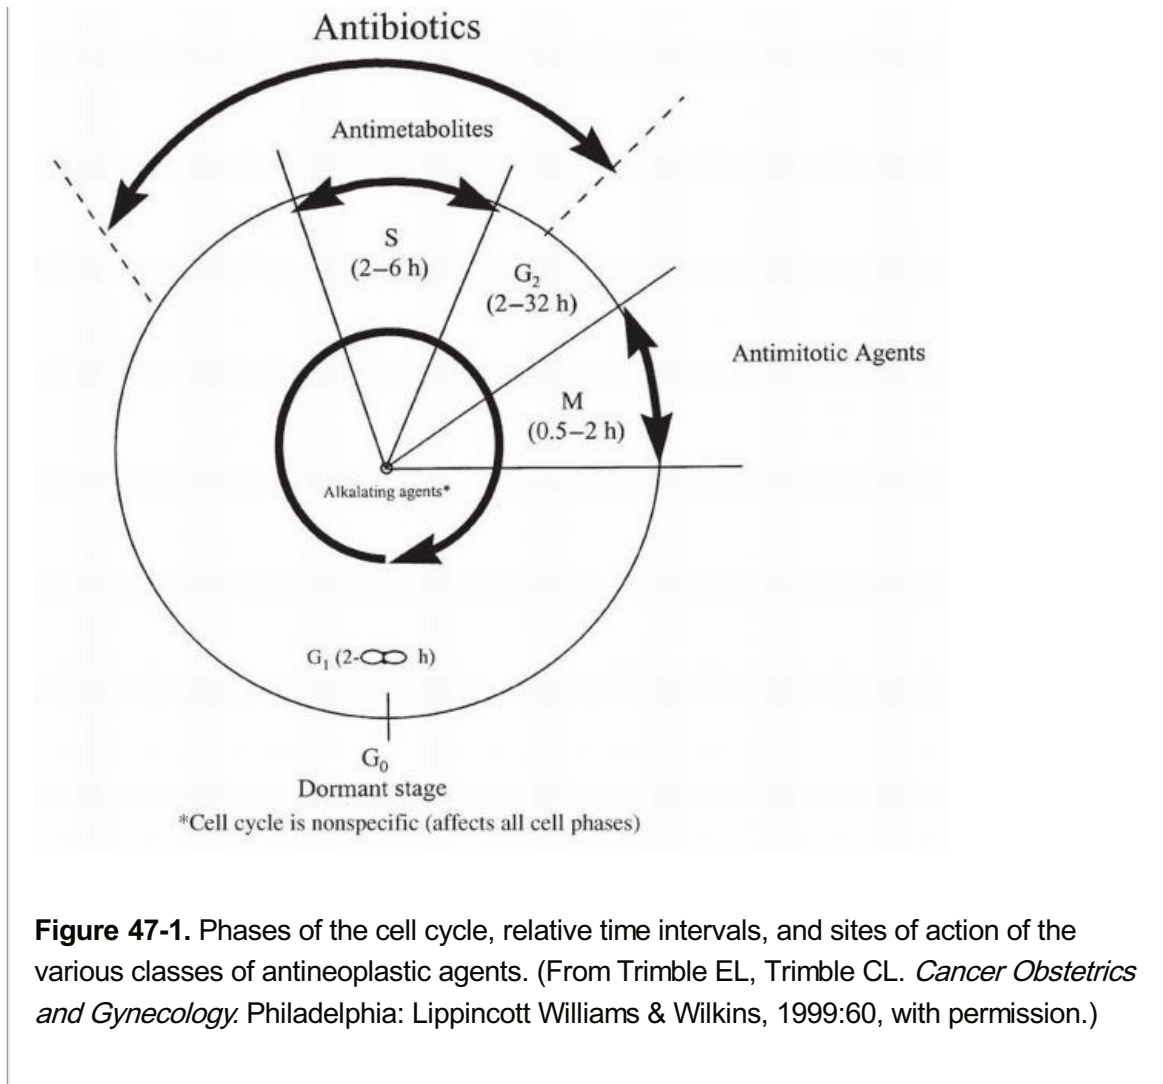 Antibiotics
Antimetabolites
S
(2–6 h)
G₂
(2–32 h)
Antimitotic Agents
M
(0.5–2 h)
Alkalating agents*
G₁ (2-∞ h)
G₀
Dormant stage
*Cell cycle is nonspecific (affects all cell phases)
Figure 47-1. Phases of the cell cycle, relative time intervals, and sites of action of the
various classes of antineoplastic agents. (From Trimble EL, Trimble CL. Cancer Obstetrics
and Gynecology. Philadelphia: Lippincott Williams & Wilkins, 1999:60, with permission.)